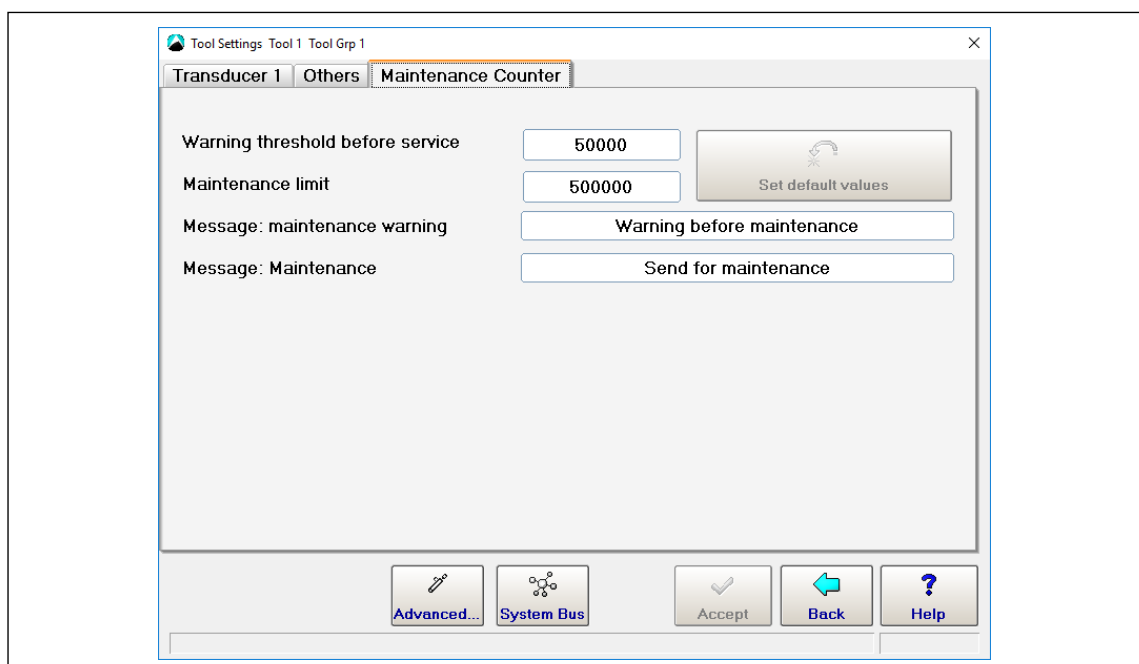 Tool Settings Tool 1 Tool Grp 1
Transducer 1 Others Maintenance Counter
Warning threshold before service 50000
Set default values
Maintenance limit 500000
Message: maintenance warning Warning before maintenance
Message: Maintenance Send for maintenance
Advanced... System Bus Accept Back Help